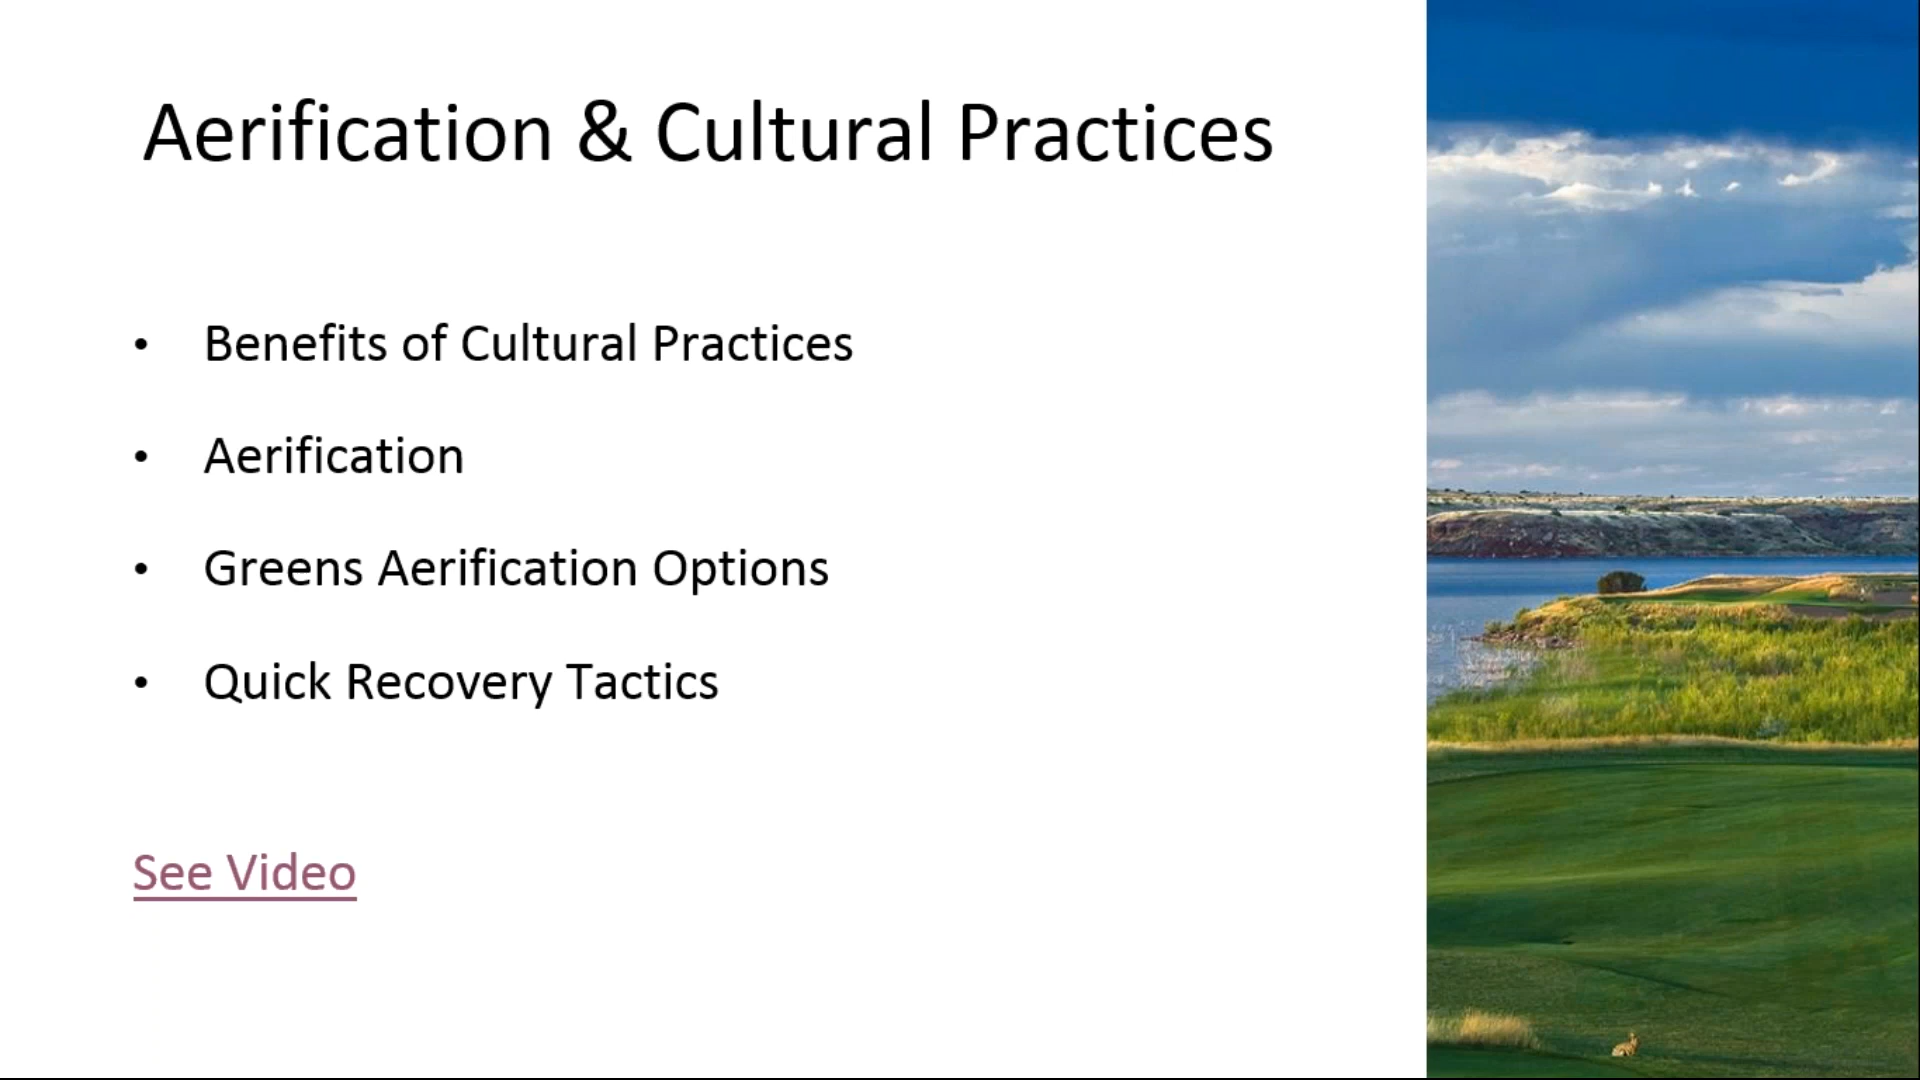 Aerification & Cultural Practices
• Benefits of Cultural Practices
• Aerification
• Greens Aerification Options
• Quick Recovery Tactics
See Video